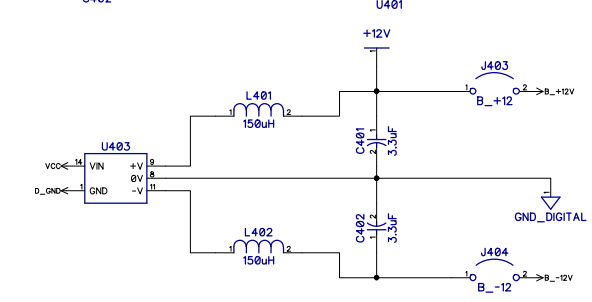 U402
U401
+12V
1
J403
1
2
B_+12V
B_+12
L401
1
2
150uH
C401
1
2
3.3uF
U403
VCC
14
VIN
+V
9
0V
8
D_GND
1
GND
-V
11
1
GND_DIGITAL
C402
2
1
3.3uF
L402
1
2
150uH
J404
1
2
B_-12V
B_-12